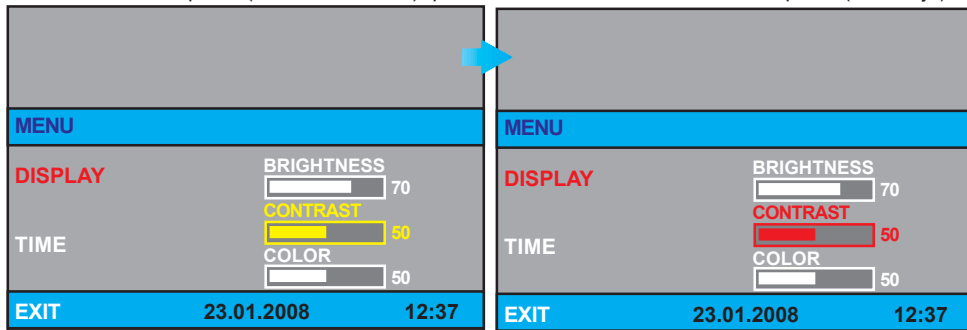 MENU
DISPLAY
BRIGHTNESS
70
CONTRAST
50
TIME
COLOR
50
EXIT 23.01.2008 12:37
MENU
DISPLAY
BRIGHTNESS
70
CONTRAST
50
TIME
COLOR
50
EXIT 23.01.2008 12:37